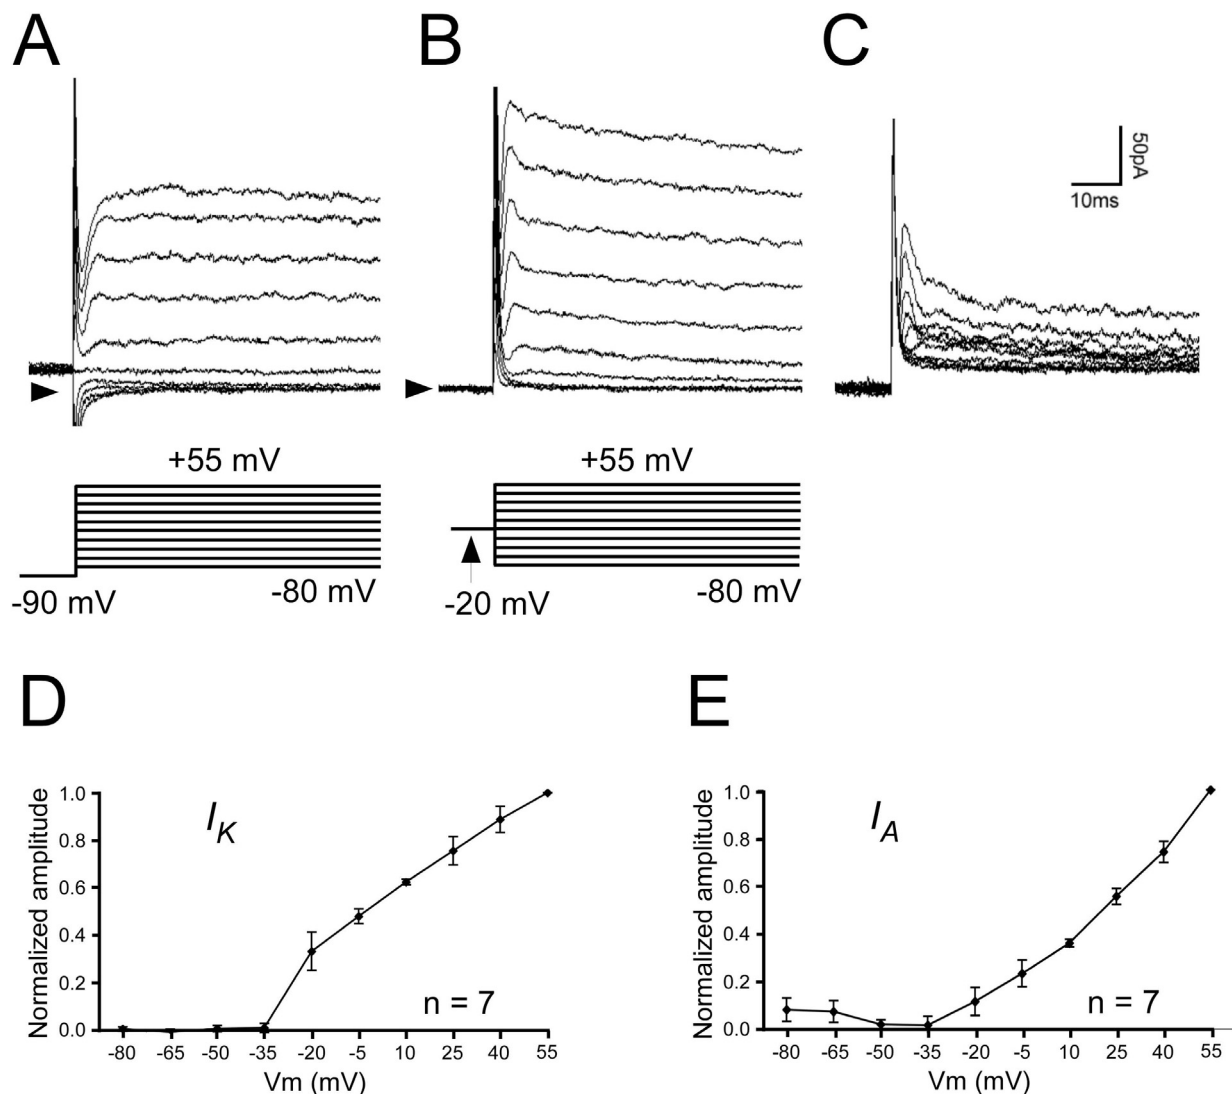 A
B
C
50pA
10ms
+55 mV
+55 mV
-90 mV
-80 mV
-20 mV
-80 mV
D
E
Normalized amplitude
1.0
0.8
0.6
0.4
0.2
0.0
I_K
n = 7
-80 -65 -50 -35 -20 -5 10 25 40 55
Vm (mV)
Normalized amplitude
1.0
0.8
0.6
0.4
0.2
0.0
I_A
n = 7
-80 -65 -50 -35 -20 -5 10 25 40 55
Vm (mV)